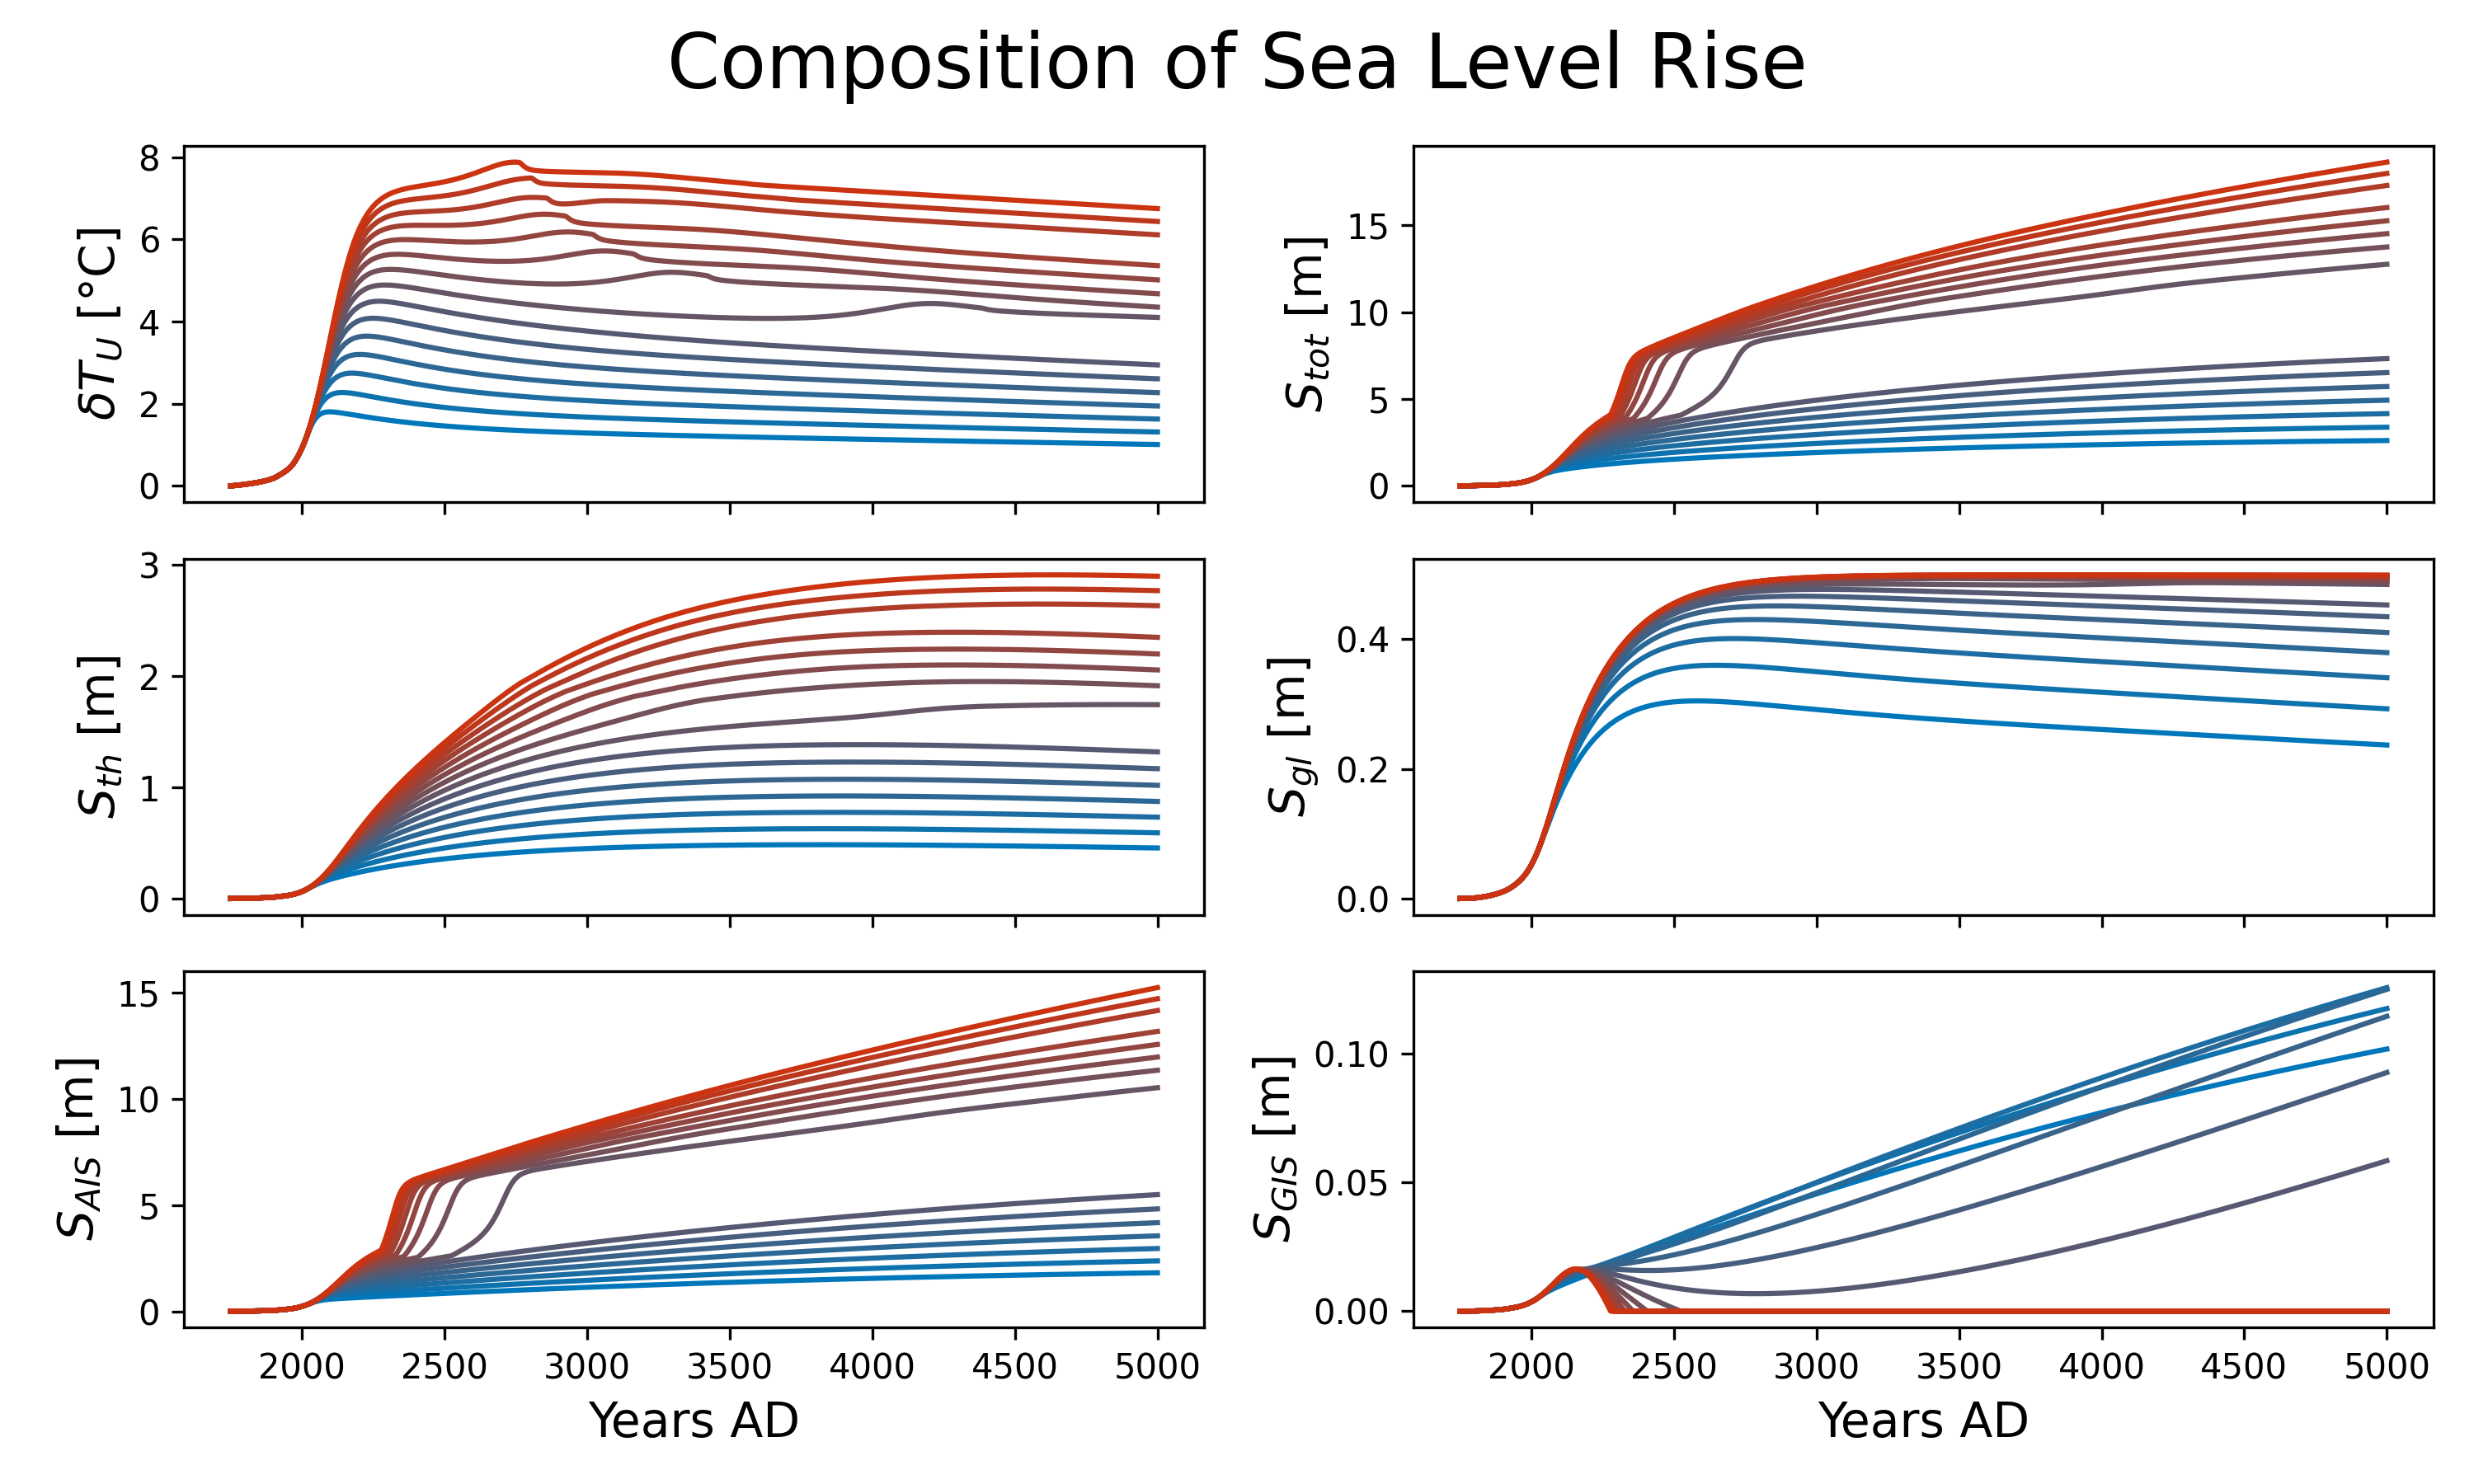 Composition of Sea Level Rise
δT_U [°C]
8
6
4
2
0
S_tot [m]
15
10
5
0
S_th [m]
3
2
1
0
S_gl [m]
0.4
0.2
0.0
S_AIS [m]
15
10
5
0
2000 2500 3000 3500 4000 4500 5000
Years AD
S_GIS [m]
0.10
0.05
0.00
2000 2500 3000 3500 4000 4500 5000
Years AD